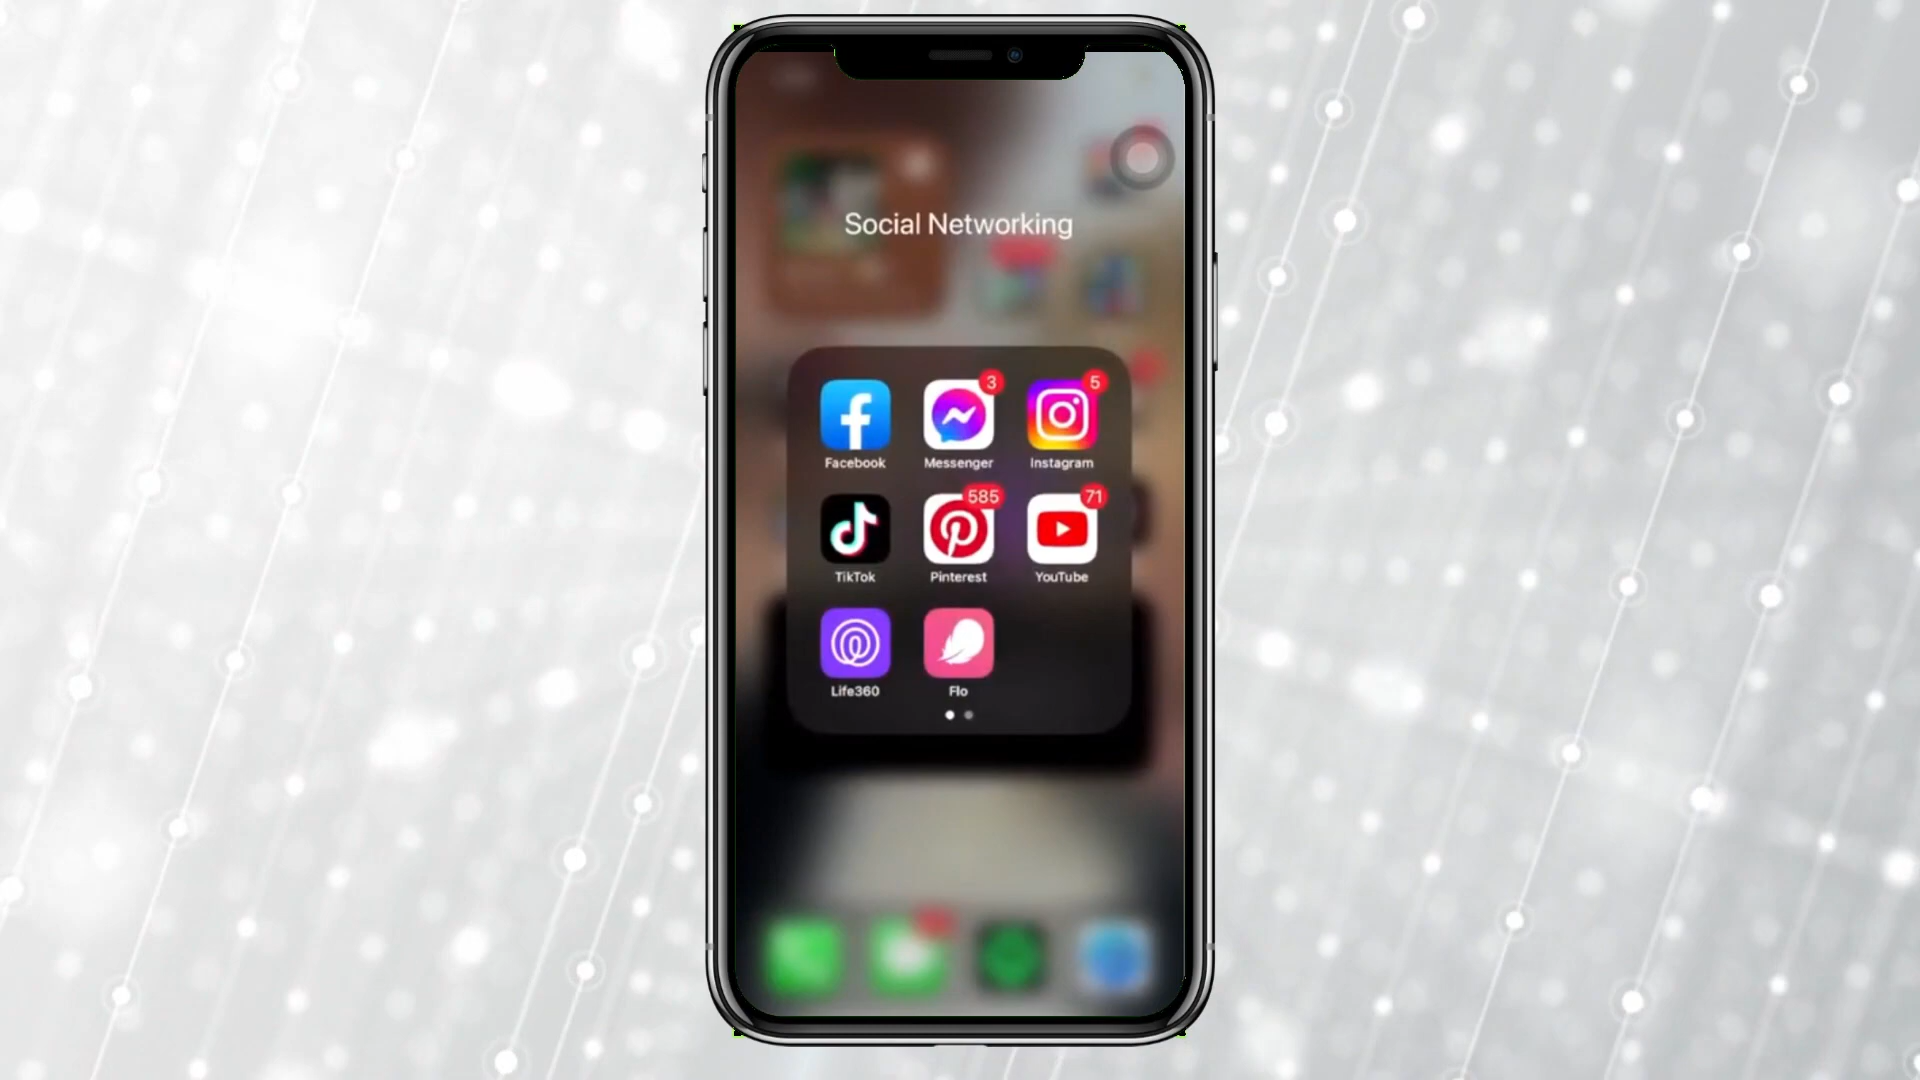 Social Networking
3 5
Facebook Messenger Instagram
585 71
TikTok Pinterest YouTube
Life360 Flo